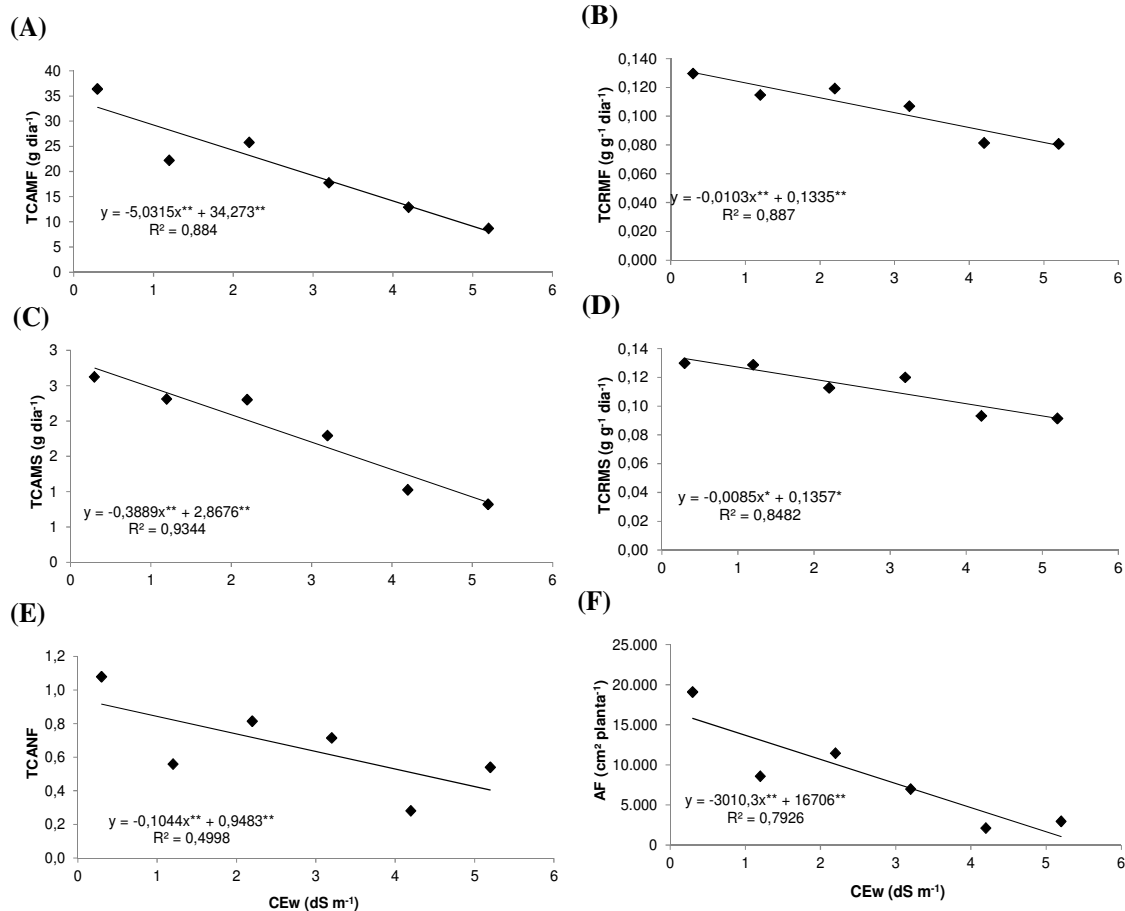 (A)
TCAMF (g dia⁻¹)
40
35
30
25
20
15
10
5
0
y = -5,0315x** + 34,273**
R² = 0,884
0 1 2 3 4 5 6
(B)
TCRMF (g g⁻¹ dia⁻¹)
0,140
0,120
0,100
0,080
0,060
0,040
0,020
0,000
y = -0,0103x** + 0,1335**
R² = 0,887
0 1 2 3 4 5 6
(C)
TCAMS (g dia⁻¹)
3
3
2
2
1
1
0
y = -0,3889x** + 2,8676**
R² = 0,9344
0 1 2 3 4 5 6
(D)
TCRMS (g g⁻¹ dia⁻¹)
0,14
0,12
0,10
0,08
0,06
0,04
0,02
0,00
y = -0,0085x* + 0,1357*
R² = 0,8482
0 1 2 3 4 5 6
(E)
TCANF
1,2
1,0
0,8
0,6
0,4
0,2
0,0
y = -0,1044x** + 0,9483**
R² = 0,4998
0 1 2 3 4 5 6
CEw (dS m⁻¹)
(F)
AF (cm² planta⁻¹)
25.000
20.000
15.000
10.000
5.000
0
y = -3010,3x** + 16706**
R² = 0,7926
0 1 2 3 4 5 6
CEw (dS m⁻¹)